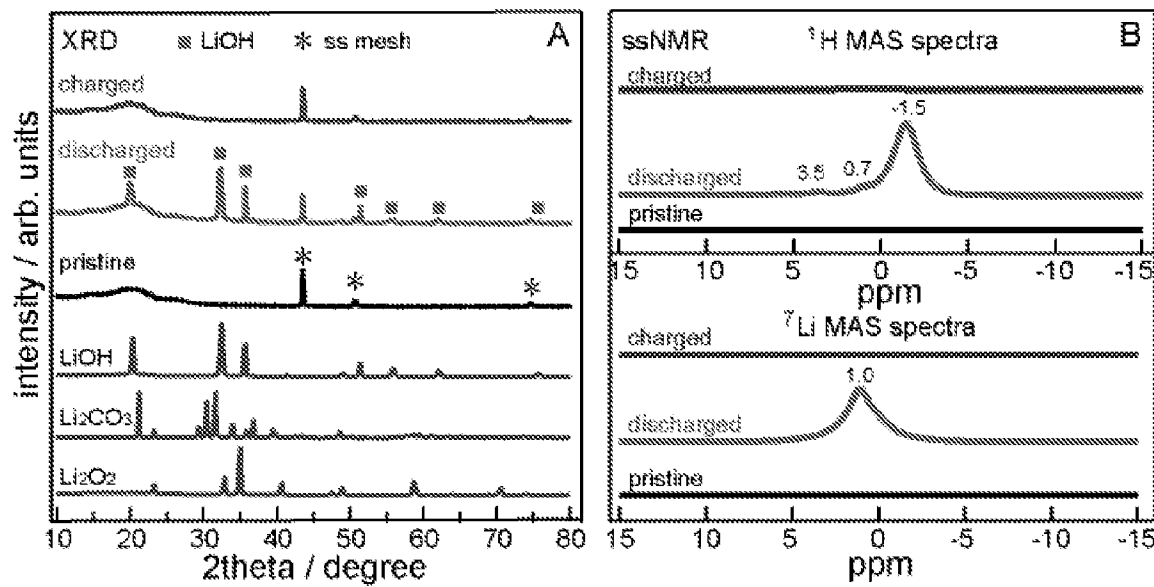 XRD ■ LiOH * ss mesh A
charged
discharged
pristine
*
*
*
LiOH
Li₂CO₃
Li₂O₂
10 20 30 40 50 60 70 80
2theta / degree
intensity / arb. units
ssNMR ¹H MAS spectra B
charged
-1.5
3.5 0.7
discharged
pristine
15 10 5 0 -5 -10 -15
ppm
⁷Li MAS spectra
charged
1.0
discharged
pristine
15 10 5 0 -5 -10 -15
ppm